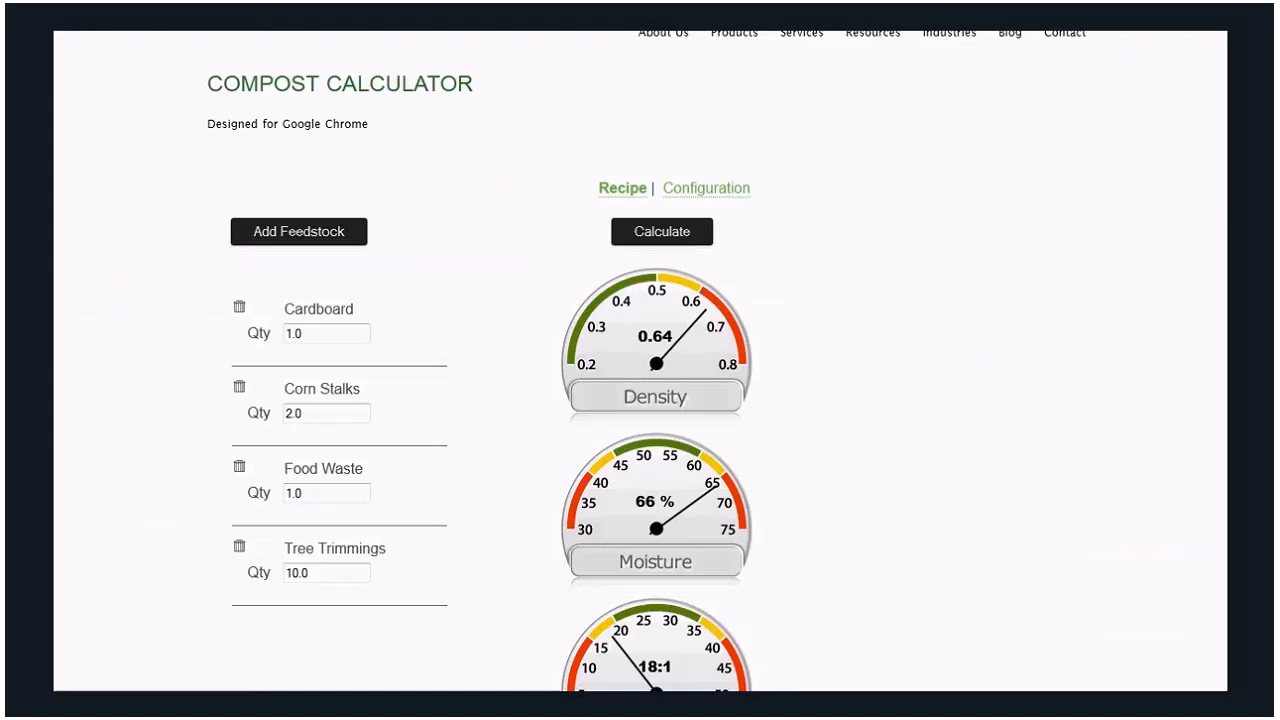 About Us Products Services Resources Industries Blog Contact
COMPOST CALCULATOR
Designed for Google Chrome
Recipe | Configuration
Add Feedstock
Calculate
Cardboard
Qty 1.0
Corn Stalks
Qty 2.0
Food Waste
Qty 1.0
Tree Trimmings
Qty 10.0
0.2 0.3 0.4 0.5 0.6 0.7 0.8
0.64
Density
30 35 40 45 50 55 60 65 70 75
66 %
Moisture
10 15 20 25 30 35 40 45
18:1